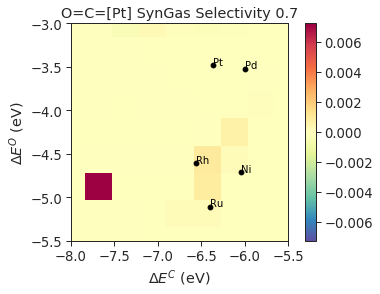 O=C=[Pt] SynGas Selectivity 0.7
−3.0
−3.5
−4.0
−4.5
−5.0
−5.5
ΔE^O (eV)
Pt
Pd
Rh
Ni
Ru
−8.0 −7.5 −7.0 −6.5 −6.0 −5.5
ΔE^C (eV)
0.006
0.004
0.002
0.000
−0.002
−0.004
−0.006